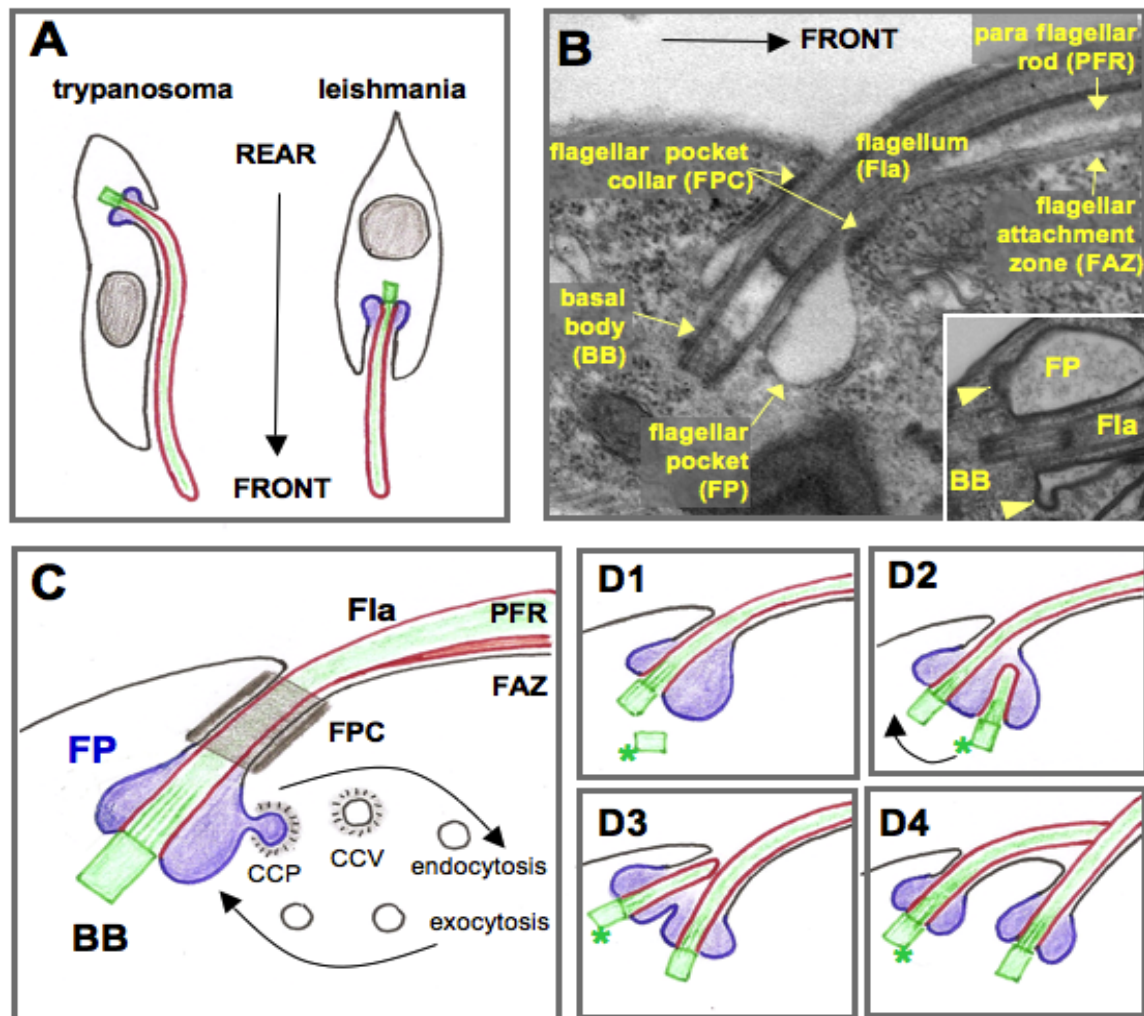 A
trypanosoma
leishmania
REAR
FRONT
B
FRONT
para flagellar
rod (PFR)
flagellar pocket
collar (FPC)
flagellum
(Fla)
flagellar
attachment
zone (FAZ)
basal
body
(BB)
flagellar
pocket
(FP)
FP
Fla
BB
C
Fla
PFR
FAZ
FPC
FP
CCP
CCV
endocytosis
exocytosis
BB
D1
*
D2
*
D3
*
D4
*